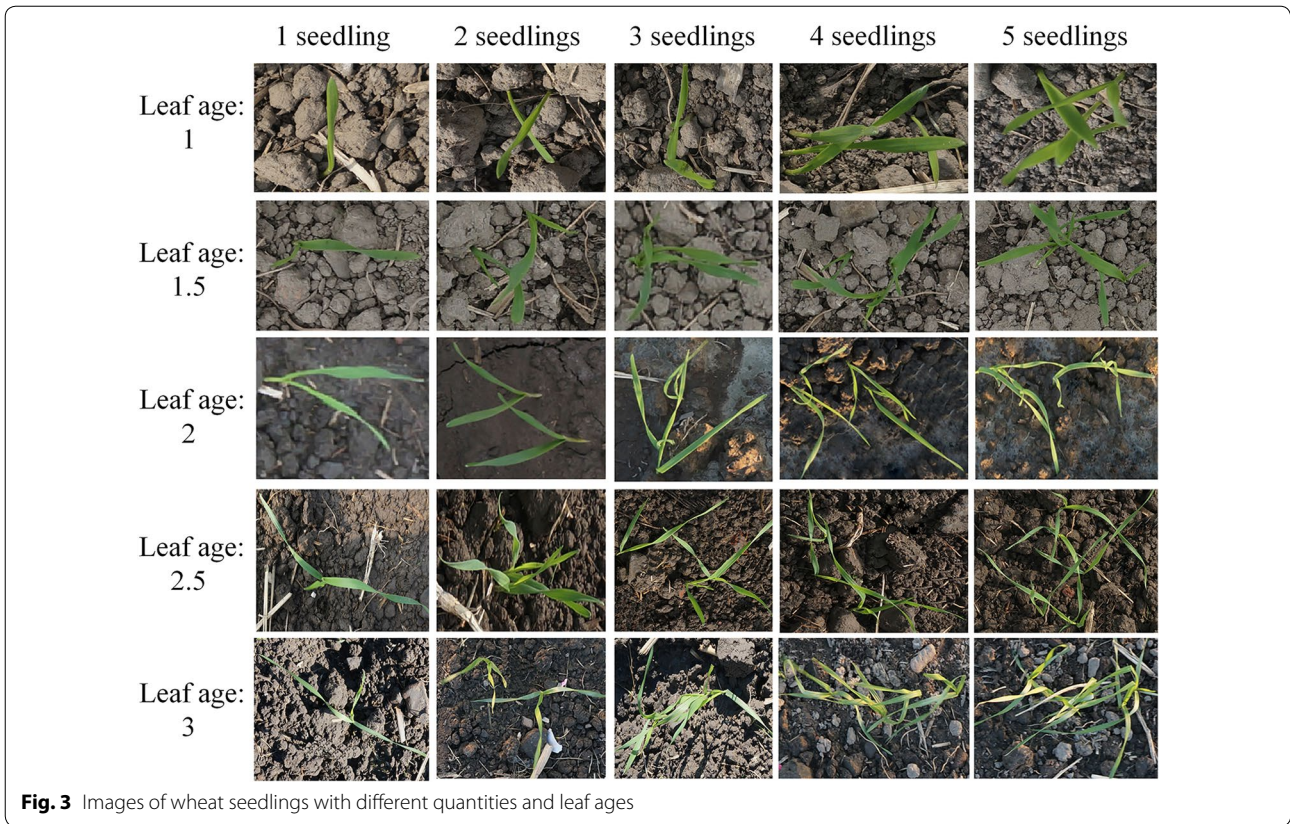 1 seedling 2 seedlings 3 seedlings 4 seedlings 5 seedlings
Leaf age:
1
Leaf age:
1.5
Leaf age:
2
Leaf age:
2.5
Leaf age:
3
Fig. 3 Images of wheat seedlings with different quantities and leaf ages